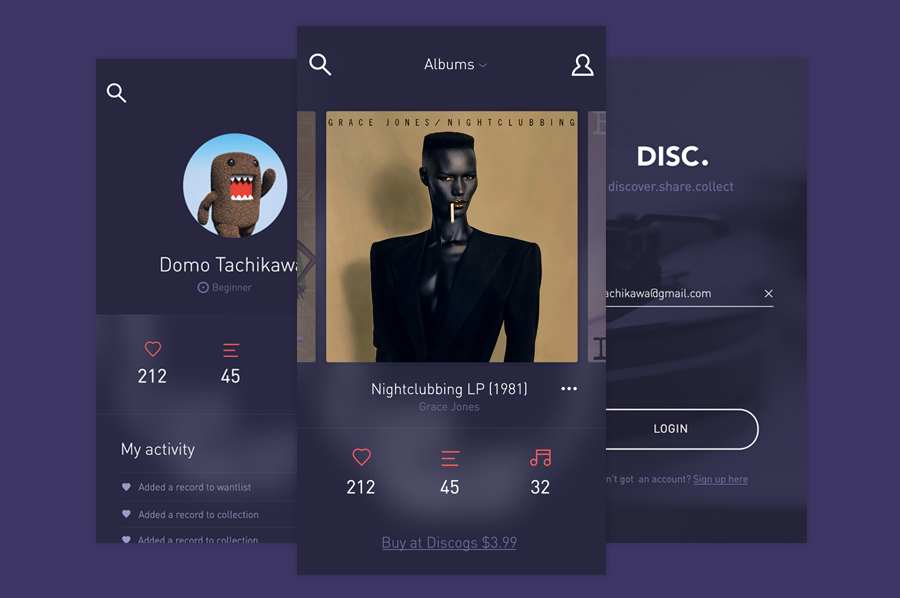 Domo Tachikawa
Beginner
212
45
My activity
Added a record to wantlist
Added a record to collection
Added a record to collection
Albums
GRACE JONES/NIGHTCLUBBING
Nightclubbing LP (1981)
Grace Jones
212
45
32
Buy at Discogs $3.99
DISC.
discover.share.collect
achikawa@gmail.com
LOGIN
n't got an account? Sign up here